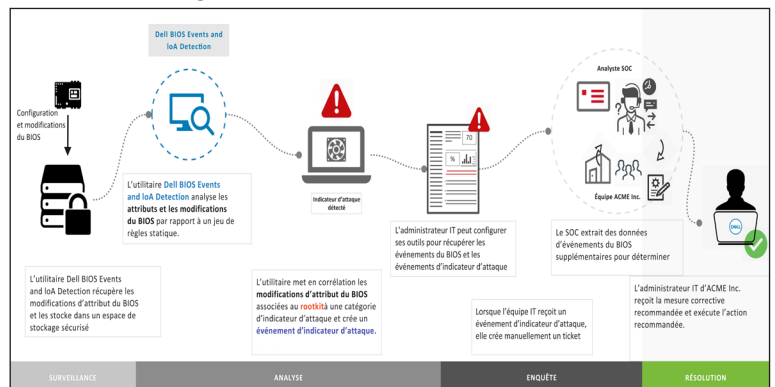 Dell BIOS Events and
IoA Detection
Configuration
et modifications
du BIOS
L'utilitaire Dell BIOS Events
and IoA Detection analyse les
attributs et les modifications
du BIOS par rapport à un jeu de
règles statique.
L'utilitaire Dell BIOS Events
and IoA Detection récupère les
modifications d'attribut du BIOS
et les stocke dans un espace de
stockage sécurisé
Indicateur d'attaque
détecté
L'utilitaire met en corrélation les
modifications d'attribut du BIOS
associées au rootkità une catégorie
d'indicateur d'attaque et crée un
événement d'indicateur d'attaque.
70
%
L'administrateur IT peut configurer
ses outils pour récupérer les
événements du BIOS et les
événements d'indicateur d'attaque
Lorsque l'équipe IT reçoit un
événement d'indicateur d'attaque,
elle crée manuellement un ticket
Analyste SOC
?
Équipe ACME Inc.
Le SOC extrait des données
d'événements du BIOS
supplémentaires pour déterminer
DELL
L'administrateur IT d'ACME Inc.
reçoit la mesure corrective
recommandée et exécute l'action
recommandée.
SURVEILLANCE
ANALYSE
ENQUÊTE
RÉSOLUTION